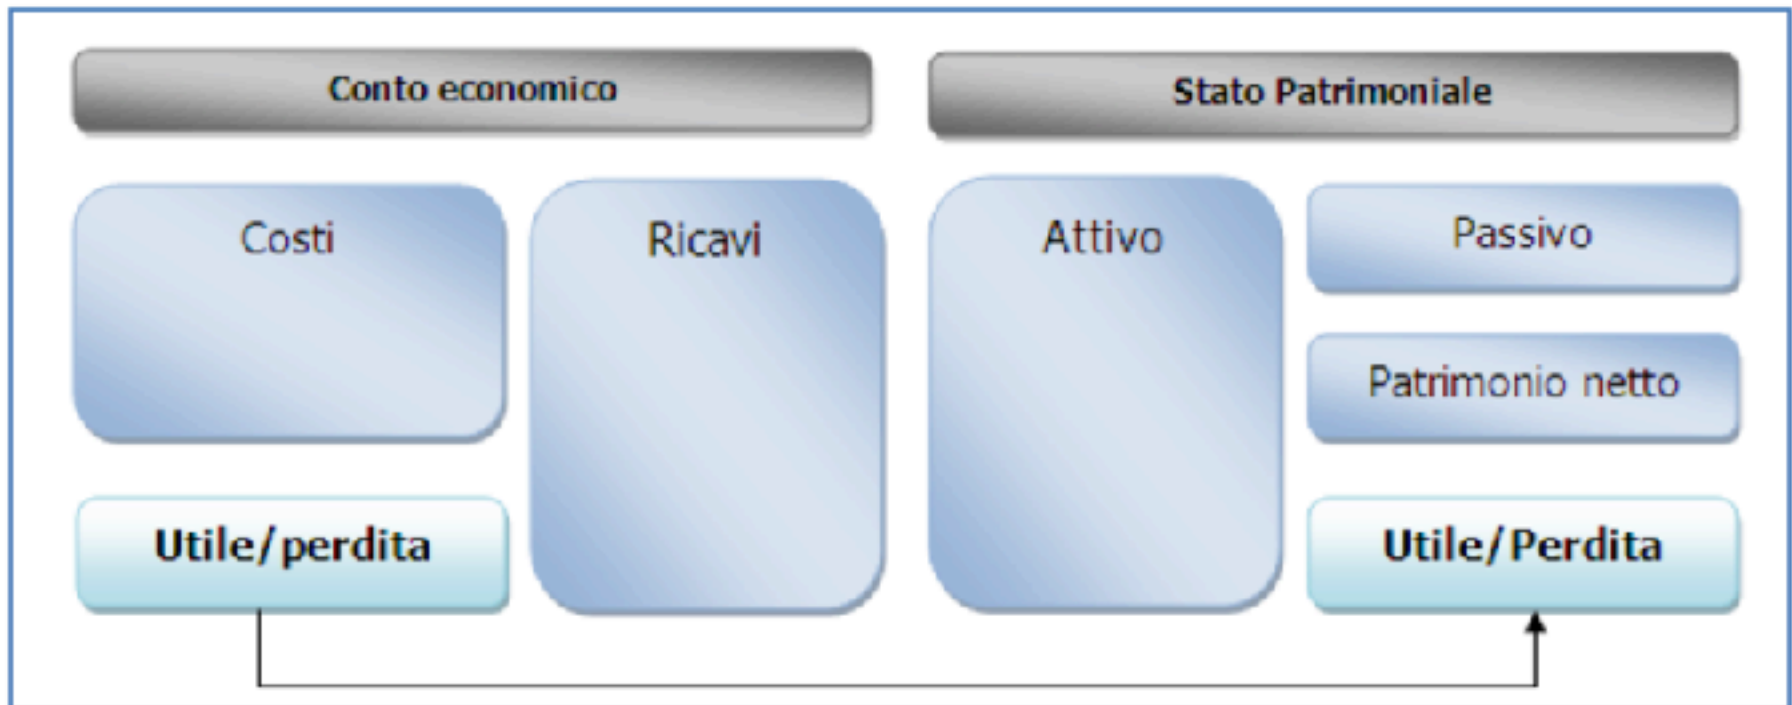 Conto economico
Stato Patrimoniale
Costi
Ricavi
Attivo
Passivo
Patrimonio netto
Utile/perdita
Utile/Perdita